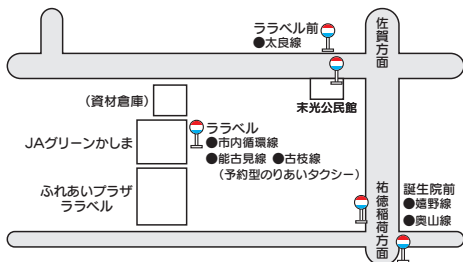 ララベル前
●太良線
佐賀方面
(資材倉庫)
末光公民館
JAグリーンかしま
ララベル
●市内循環線
●能古見線 ●古枝線
(予約型のりあいタクシー)
ふれあいプラザ
ララベル
祐徳稲荷方面
誕生院前
●嬉野線
●奥山線